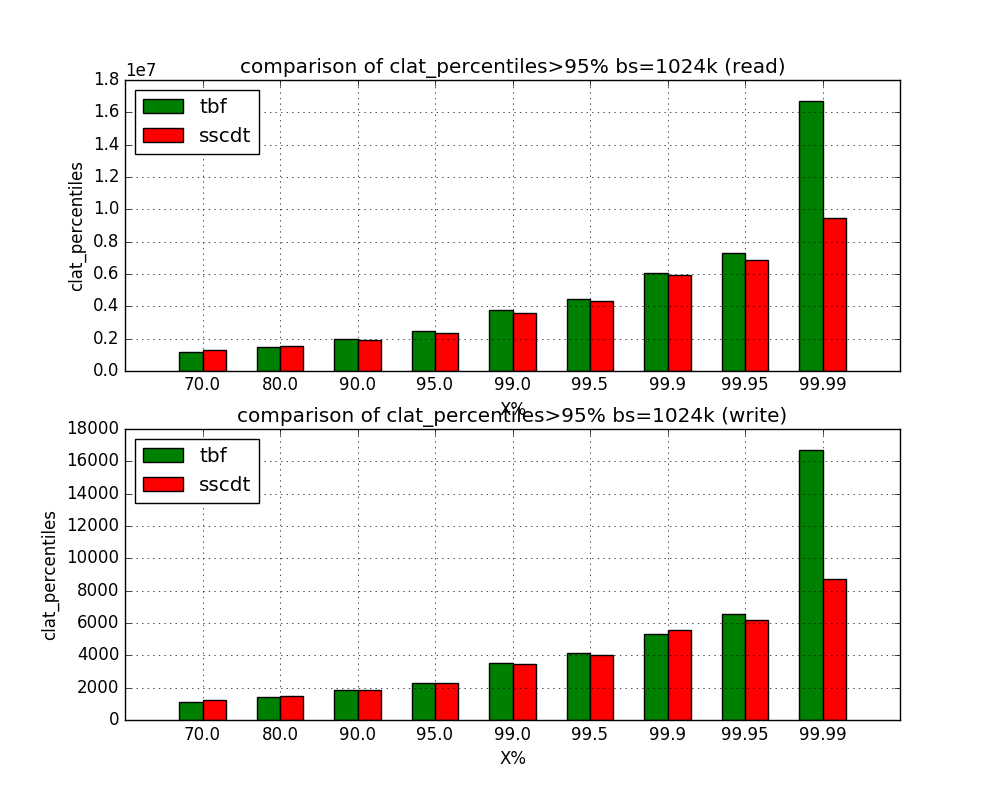 comparison of clat_percentiles>95% bs=1024k (read)
1e7
1.8
1.6
1.4
1.2
1.0
0.8
0.6
0.4
0.2
0.0
clat_percentiles
tbf
sscdt
70.0 80.0 90.0 95.0 99.0 99.5 99.9 99.95 99.99
X%
comparison of clat_percentiles>95% bs=1024k (write)
18000
16000
14000
12000
10000
8000
6000
4000
2000
0
clat_percentiles
tbf
sscdt
70.0 80.0 90.0 95.0 99.0 99.5 99.9 99.95 99.99
X%